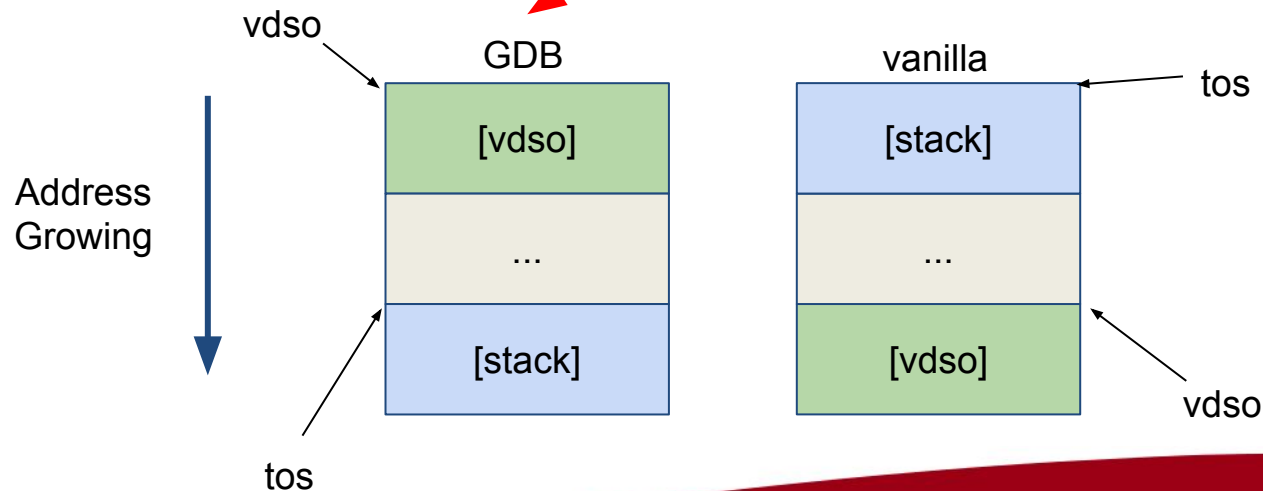 vdso
GDB
vanilla
tos
[vdso]
[stack]
Address
Growing
...
...
[stack]
[vdso]
vdso
tos